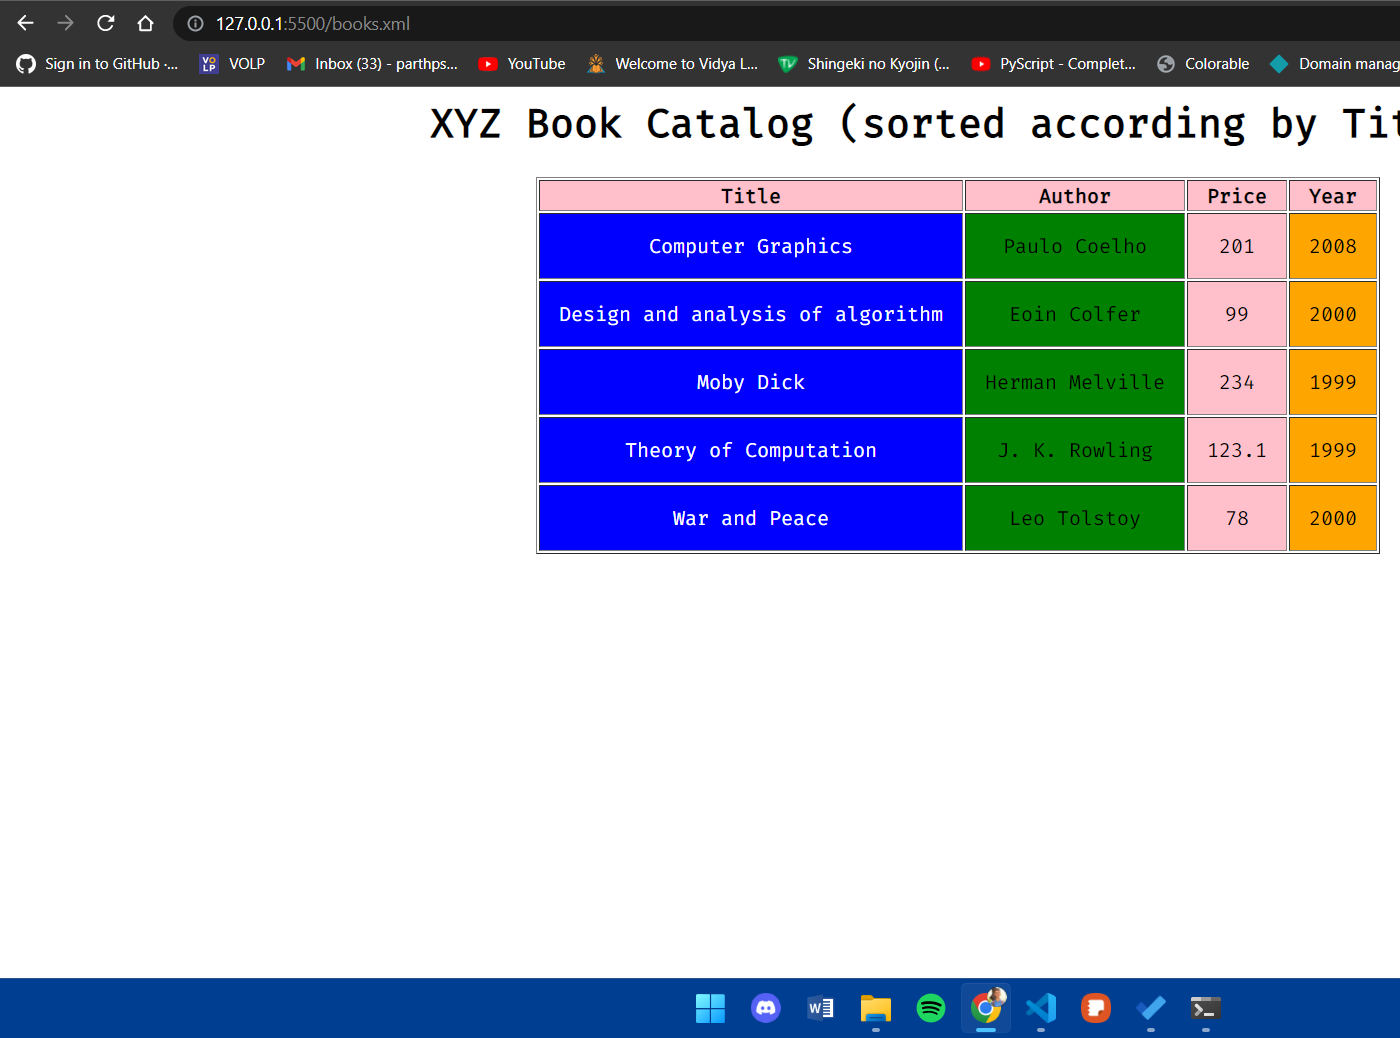 127.0.0.1:5500/books.xml
Sign in to GitHub ·... VOLP Inbox (33) - parthps... YouTube Welcome to Vidya L... Shingeki no Kyojin (... PyScript - Complet... Colorable Domain manag
XYZ Book Catalog (sorted according by Tit
Title Author Price Year
Computer Graphics Paulo Coelho 201 2008
Design and analysis of algorithm Eoin Colfer 99 2000
Moby Dick Herman Melville 234 1999
Theory of Computation J. K. Rowling 123.1 1999
War and Peace Leo Tolstoy 78 2000